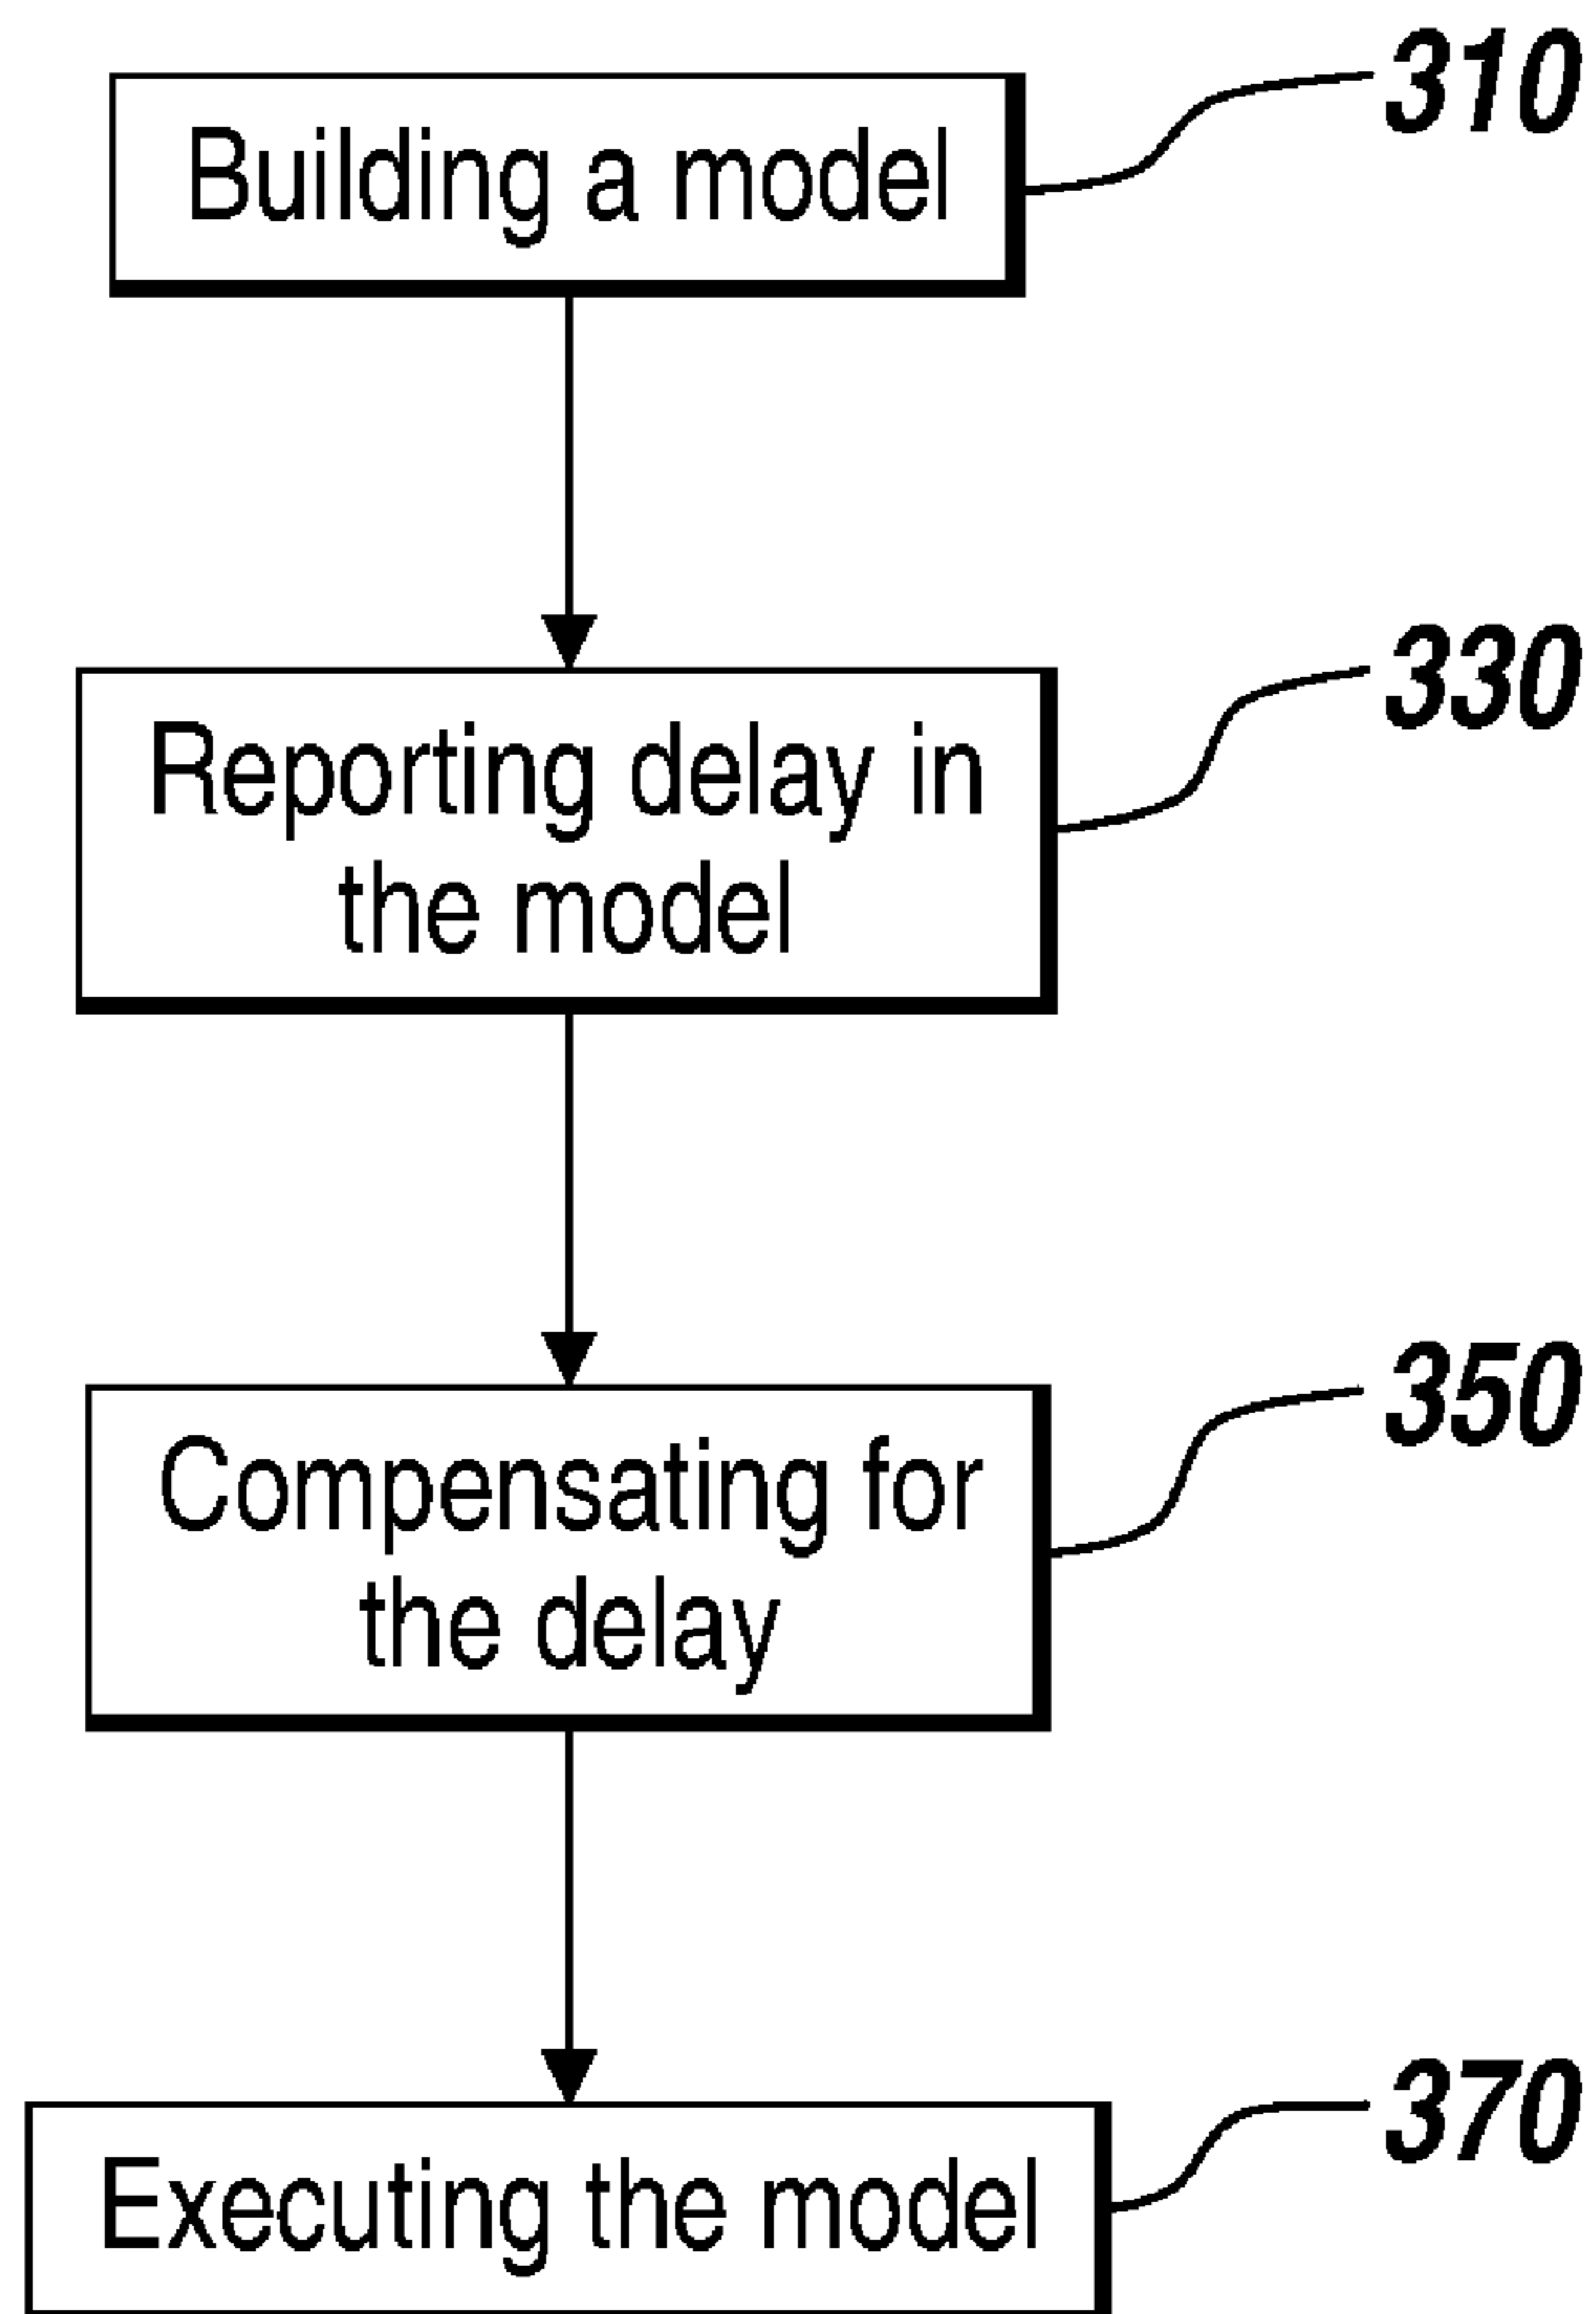 310
Building a model
330
Reporting delay in
the model
350
Compensating for
the delay
370
Executing the model